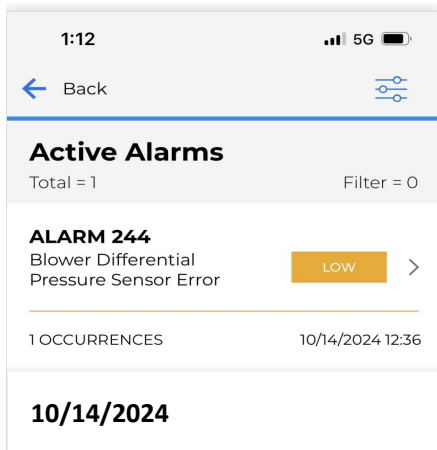 1:12 5G
Back
Active Alarms
Total = 1 Filter = 0
ALARM 244
Blower Differential
Pressure Sensor Error
LOW
1 OCCURRENCES 10/14/2024 12:36
10/14/2024